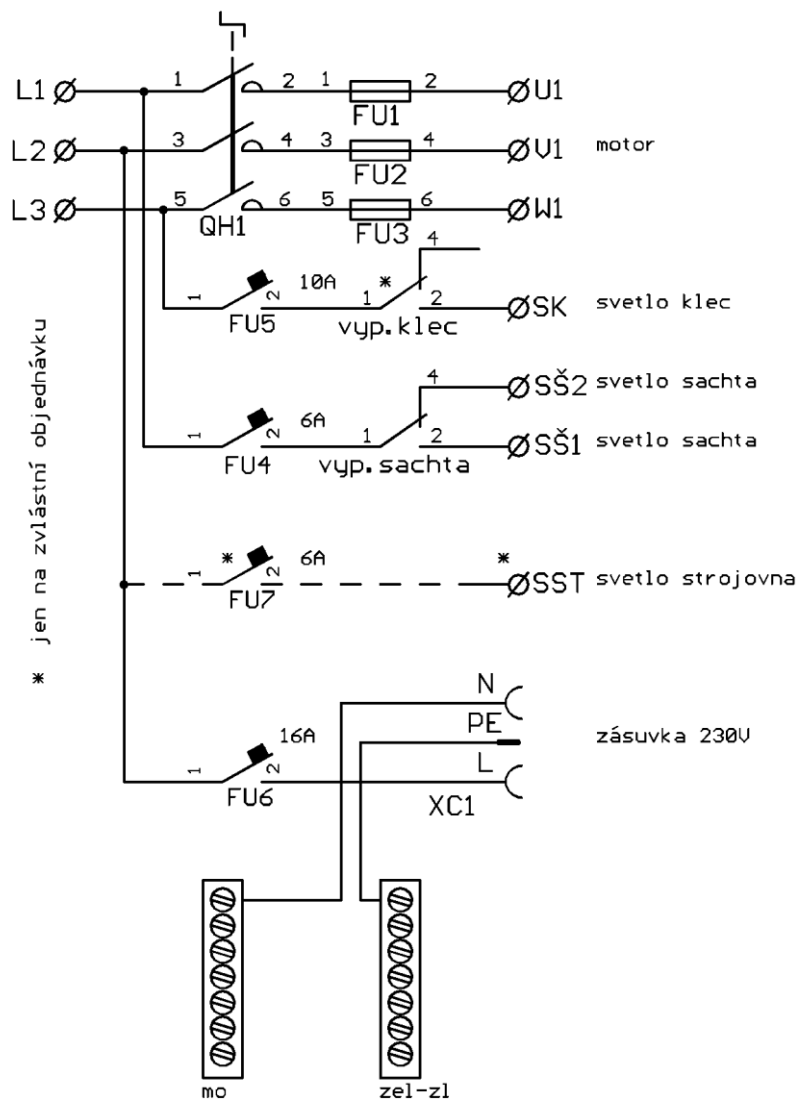 L1 1 2 1 2 U1
FU1
L2 3 4 3 4 V1 motor
FU2
L3 5 6 5 6 W1
QH1 FU3
4
1 2 10A * 1 2 SK svetlo klec
FU5 vyp.klec
4 SŠ2 svetlo sachta
1 2 6A 1 2 SŠ1 svetlo sachta
FU4 vyp.sachta
* jen na zvlástní objednávku
1 * 2 6A * SST svetlo strojovna
FU7
N
PE zásuvka 230V
1 2 16A L
FU6 XC1
mo zel-zl